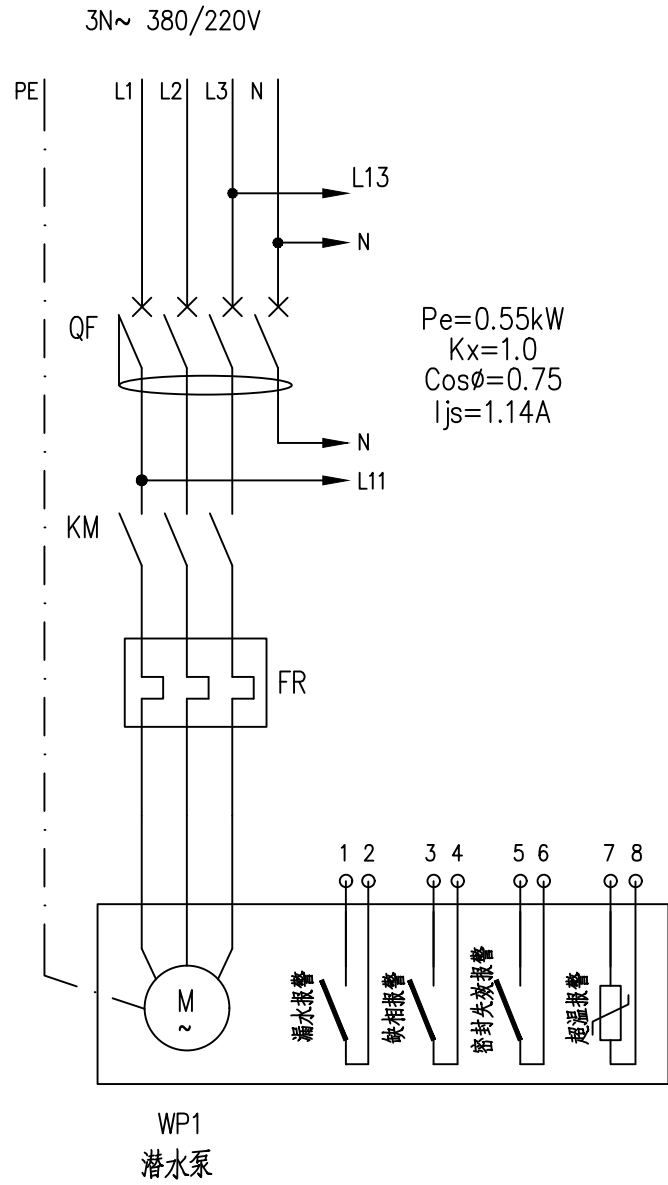 3N~ 380/220V
PE L1 L2 L3 N
L13
N
QF
Pe=0.55kW
Kx=1.0
Cosø=0.75
Ijs=1.14A
N
L11
KM
FR
1 2 3 4 5 6 7 8
漏水报警
缺相报警
密封失效报警
超温报警
M
~
WP1
潜水泵